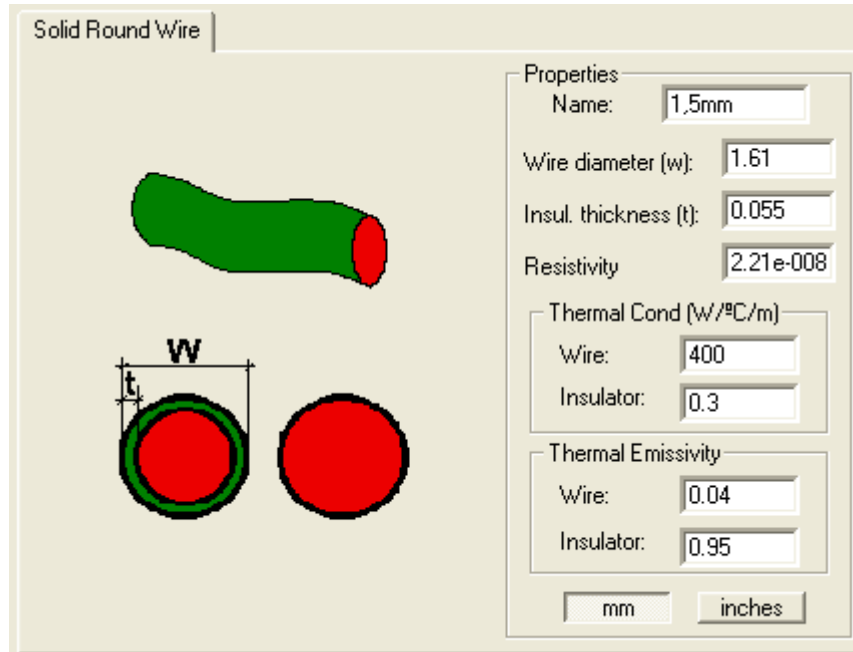 Solid Round Wire
Properties
Name: 1,5mm
Wire diameter (w): 1.61
Insul. thickness (t): 0.055
Resistivity 2.21e-008
Thermal Cond (W/ºC/m)
Wire: 400
Insulator: 0.3
Thermal Emissivity
Wire: 0.04
Insulator: 0.95
mm inches
W
t